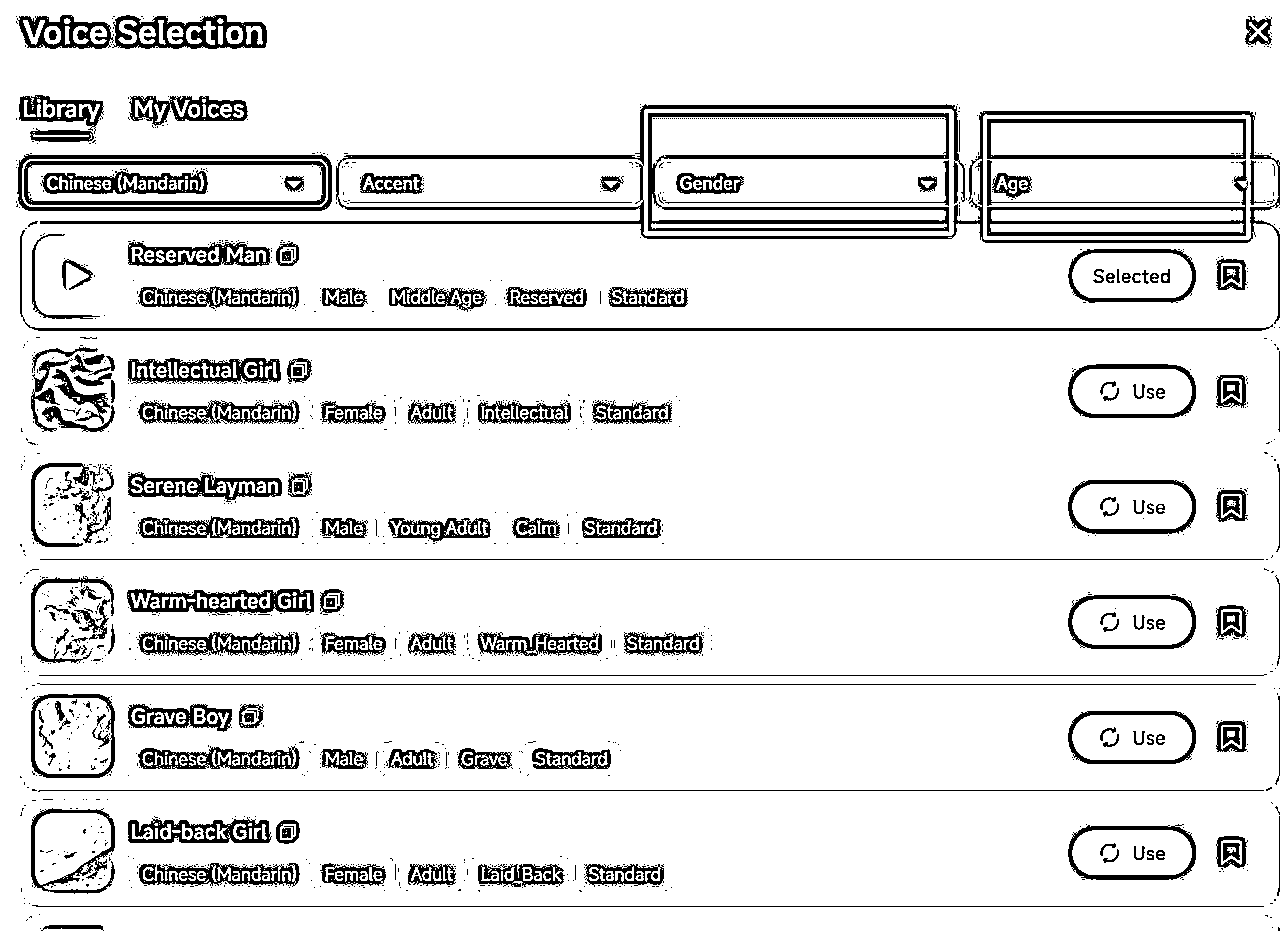 Voice Selection
Library My Voices
Chinese (Mandarin) Accent Gender Age
Reserved Man
Chinese (Mandarin) Male Middle Age Reserved Standard
Selected
Intellectual Girl
Chinese (Mandarin) Female Adult Intellectual Standard
Use
Serene Layman
Chinese (Mandarin) Male Young Adult Calm Standard
Use
Warm-hearted Girl
Chinese (Mandarin) Female Adult Warm_Hearted Standard
Use
Grave Boy
Chinese (Mandarin) Male Adult Grave Standard
Use
Laid-back Girl
Chinese (Mandarin) Female Adult Laid_Back Standard
Use